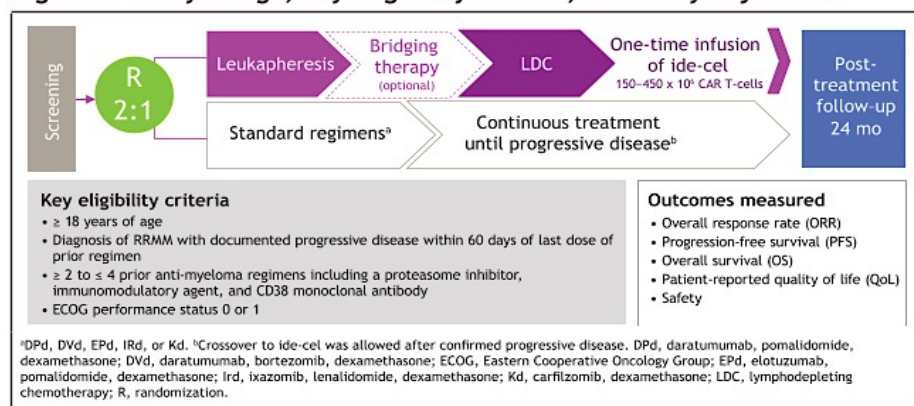 Screening
R
2:1
Leukapheresis
Bridging
therapy
(optional)
LDC
One-time infusion
of ide-cel
150–450 x 10⁶ CAR T-cells
Post-
treatment
follow-up
24 mo
Standard regimensᵃ
Continuous treatment
until progressive diseaseᵇ
Key eligibility criteria
• ≥ 18 years of age
• Diagnosis of RRMM with documented progressive disease within 60 days of last dose of
prior regimen
• ≥ 2 to ≤ 4 prior anti-myeloma regimens including a proteasome inhibitor,
immunomodulatory agent, and CD38 monoclonal antibody
• ECOG performance status 0 or 1
Outcomes measured
• Overall response rate (ORR)
• Progression-free survival (PFS)
• Overall survival (OS)
• Patient-reported quality of life (QoL)
• Safety
ᵃDPd, DVd, EPd, IRd, or Kd. ᵇCrossover to ide-cel was allowed after confirmed progressive disease. DPd, daratumumab, pomalidomide,
dexamethasone; DVd, daratumumab, bortezomib, dexamethasone; ECOG, Eastern Cooperative Oncology Group; EPd, elotuzumab,
pomalidomide, dexamethasone; Ird, ixazomib, lenalidomide, dexamethasone; Kd, carfilzomib, dexamethasone; LDC, lymphodepleting
chemotherapy; R, randomization.